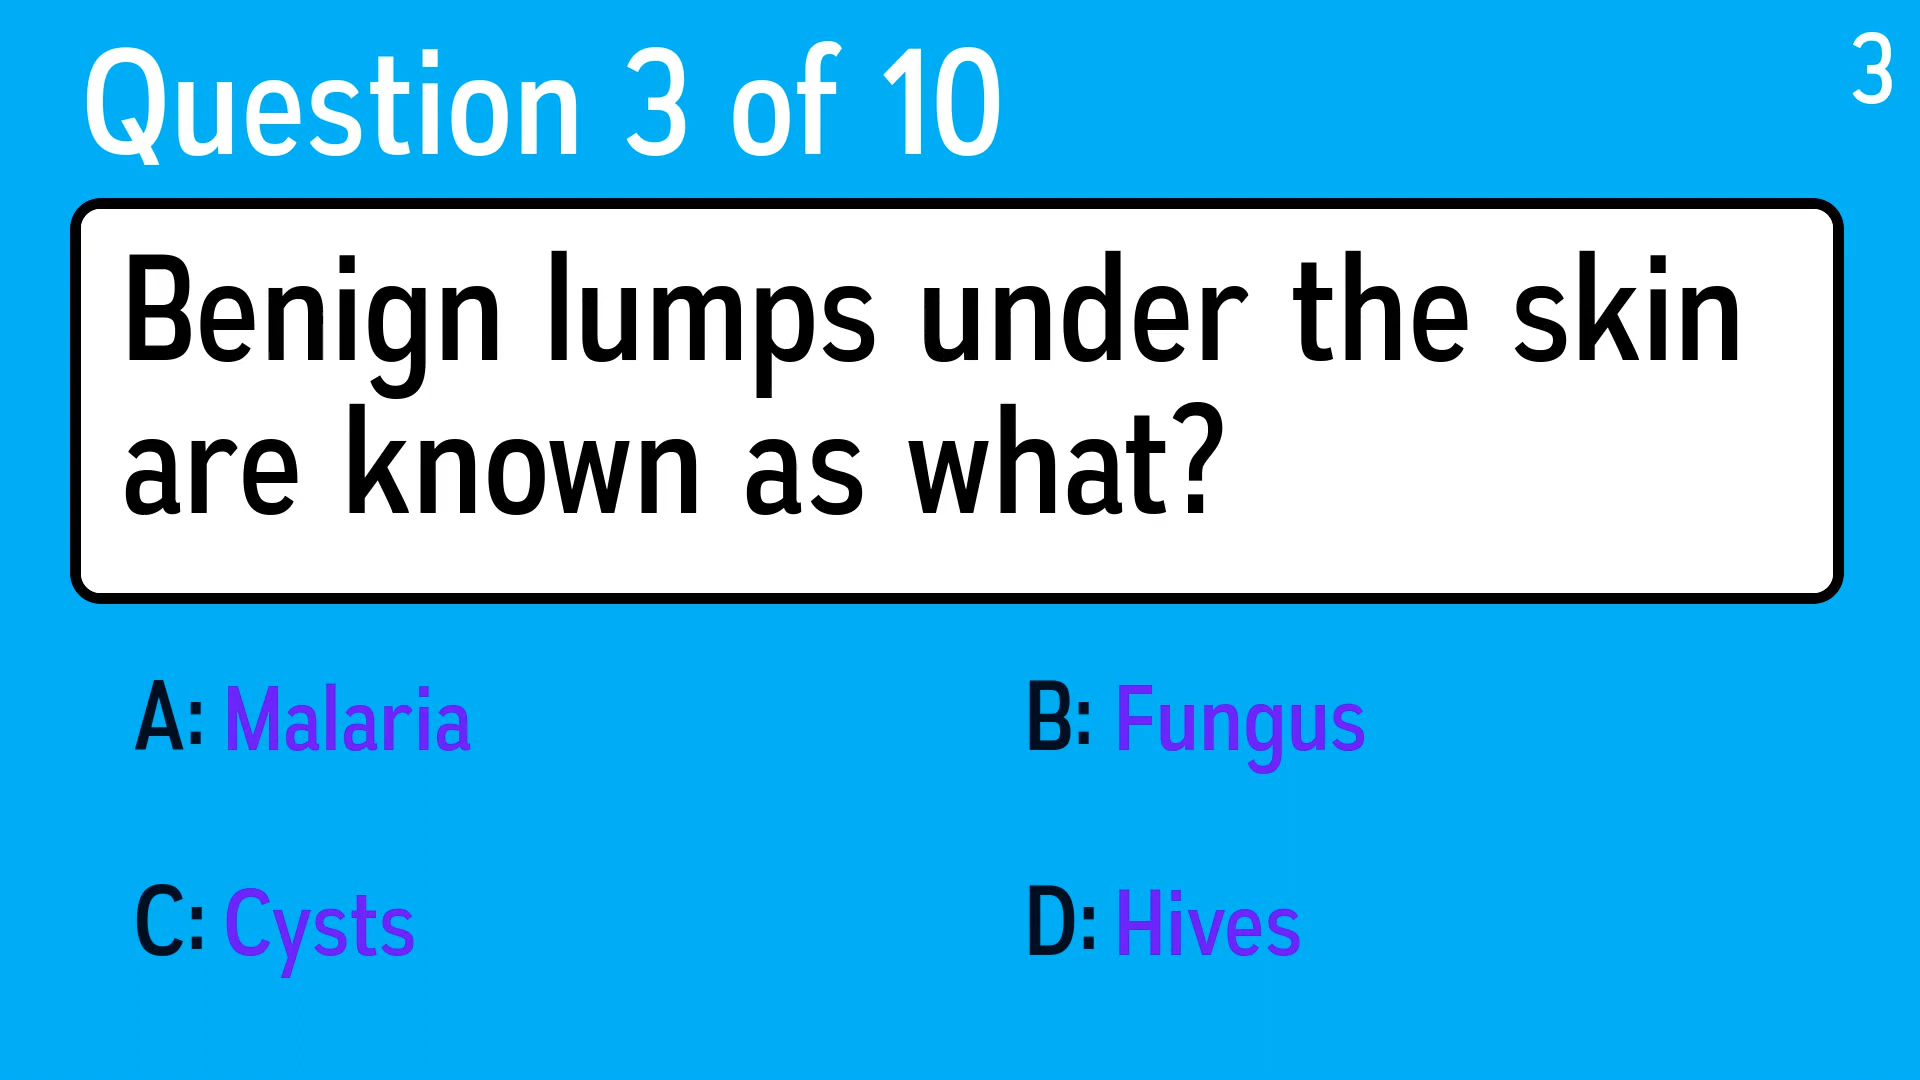 Question 3 of 10
3
Benign lumps under the skin
are known as what?
A: Malaria
B: Fungus
C: Cysts
D: Hives